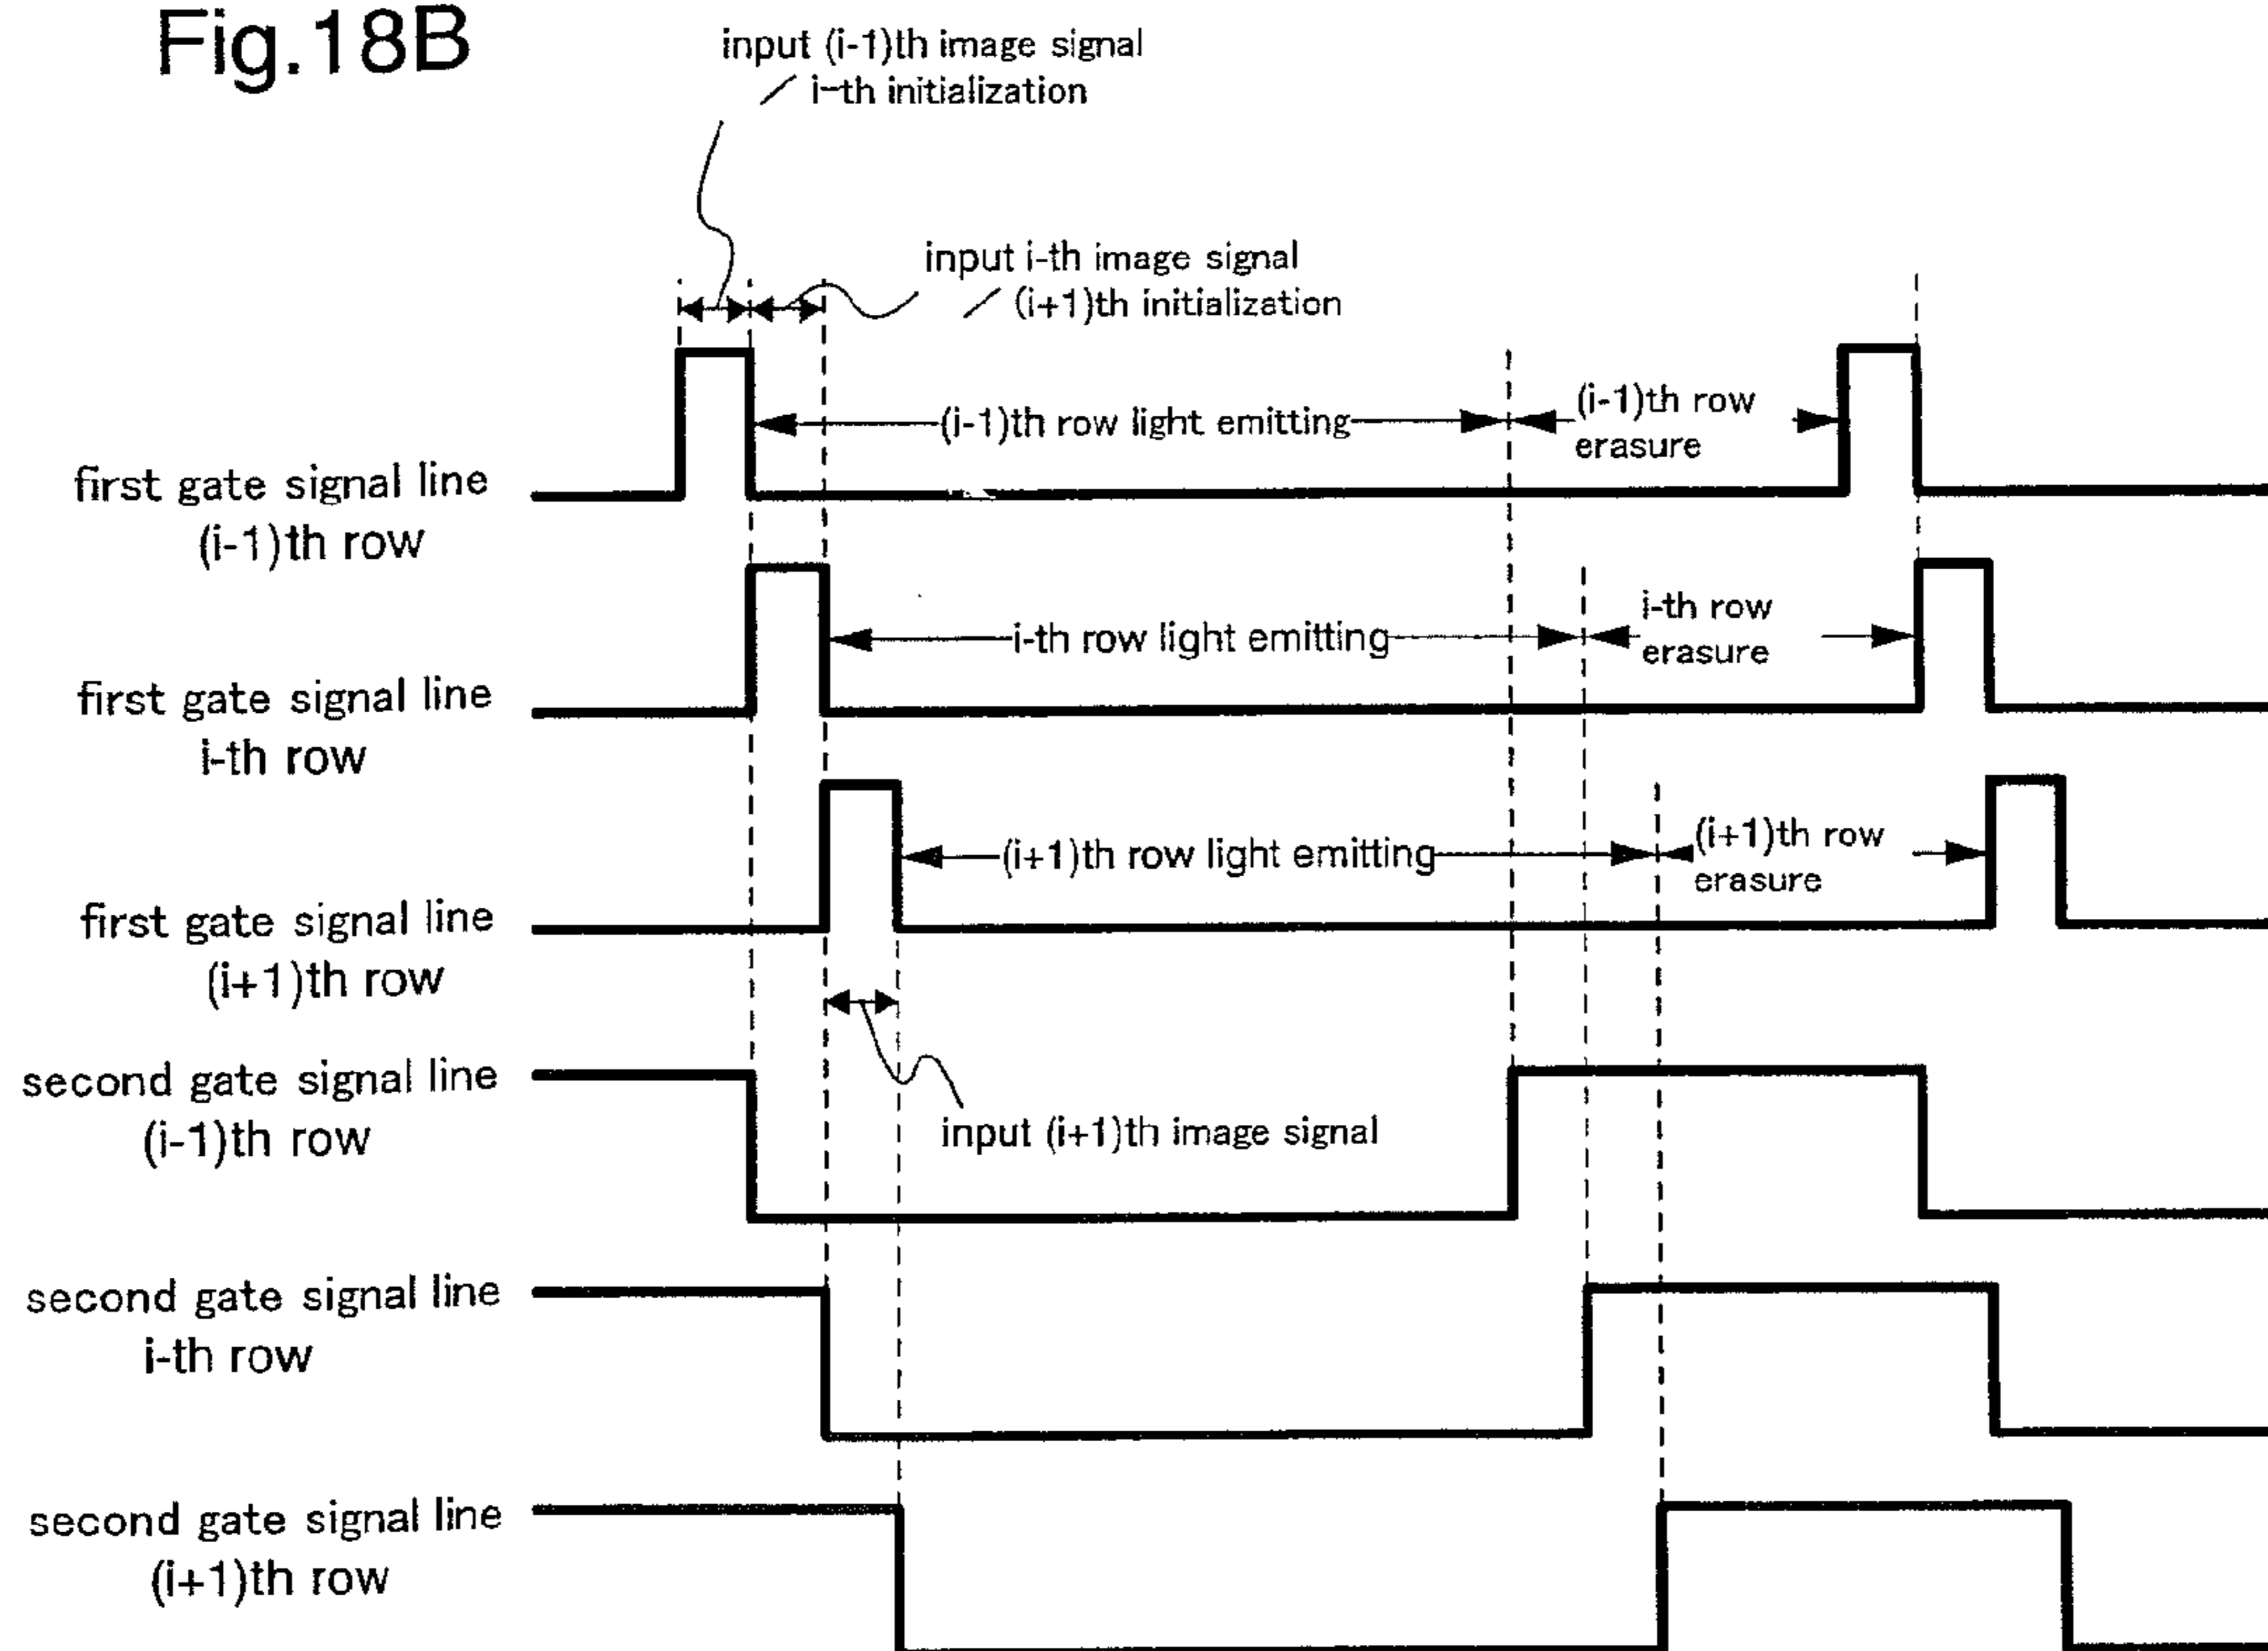 Fig.18B
input (i-1)th image signal
/ i-th initialization
input i-th image signal
/ (i+1)th initialization
(i-1)th row light emitting
(i-1)th row
erasure
first gate signal line
(i-1)th row
i-th row light emitting
i-th row
erasure
first gate signal line
i-th row
(i+1)th row light emitting
(i+1)th row
erasure
first gate signal line
(i+1)th row
second gate signal line
(i-1)th row
input (i+1)th image signal
second gate signal line
i-th row
second gate signal line
(i+1)th row